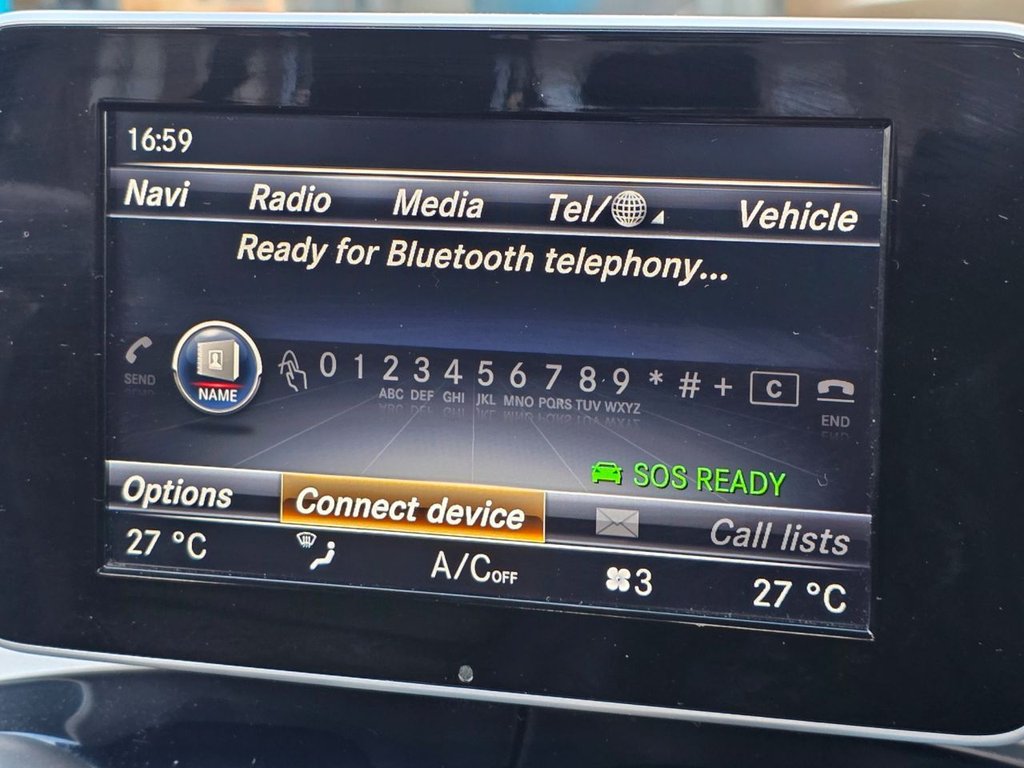 16:59
Navi Radio Media Tel/ Vehicle
Ready for Bluetooth telephony...
0 1 2 3 4 5 6 7 8 9 * # + C
SEND NAME ABC DEF GHI JKL MNO PQRS TUV WXYZ END
SOS READY
Options Connect device Call lists
27 °C A/C OFF 3 27 °C